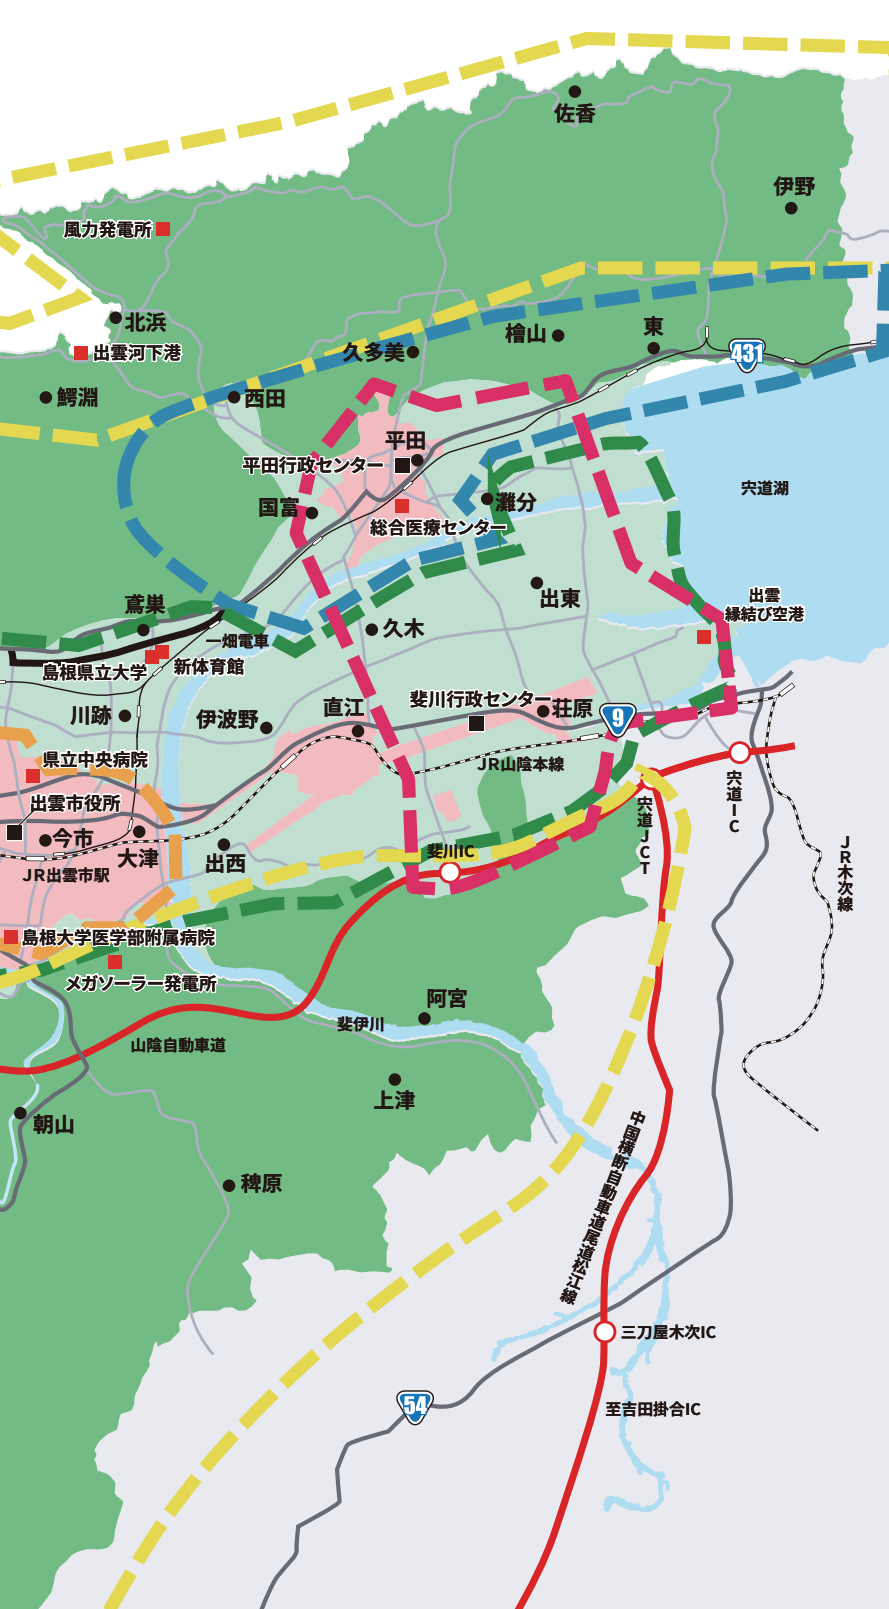 佐香
伊野
風力発電所
北浜
出雲河下港
久多美
檜山
東
431
鰐淵
西田
平田
平田行政センター
国富
総合医療センター
灘分
宍道湖
鳶巣
出東
出雲
縁結び空港
一畑電車
久木
島根県立大学
新体育館
川跡
伊波野
直江
斐川行政センター
荘原
9
県立中央病院
JR山陰本線
宍道IC
出雲市役所
今市
大津
出西
斐川IC
宍道JCT
JR木次線
JR出雲市駅
島根大学医学部附属病院
メガソーラー発電所
阿宮
斐伊川
山陰自動車道
上津
朝山
稗原
中国横断自動車道尾道松江線
三刀屋木次IC
54
至吉田掛合IC